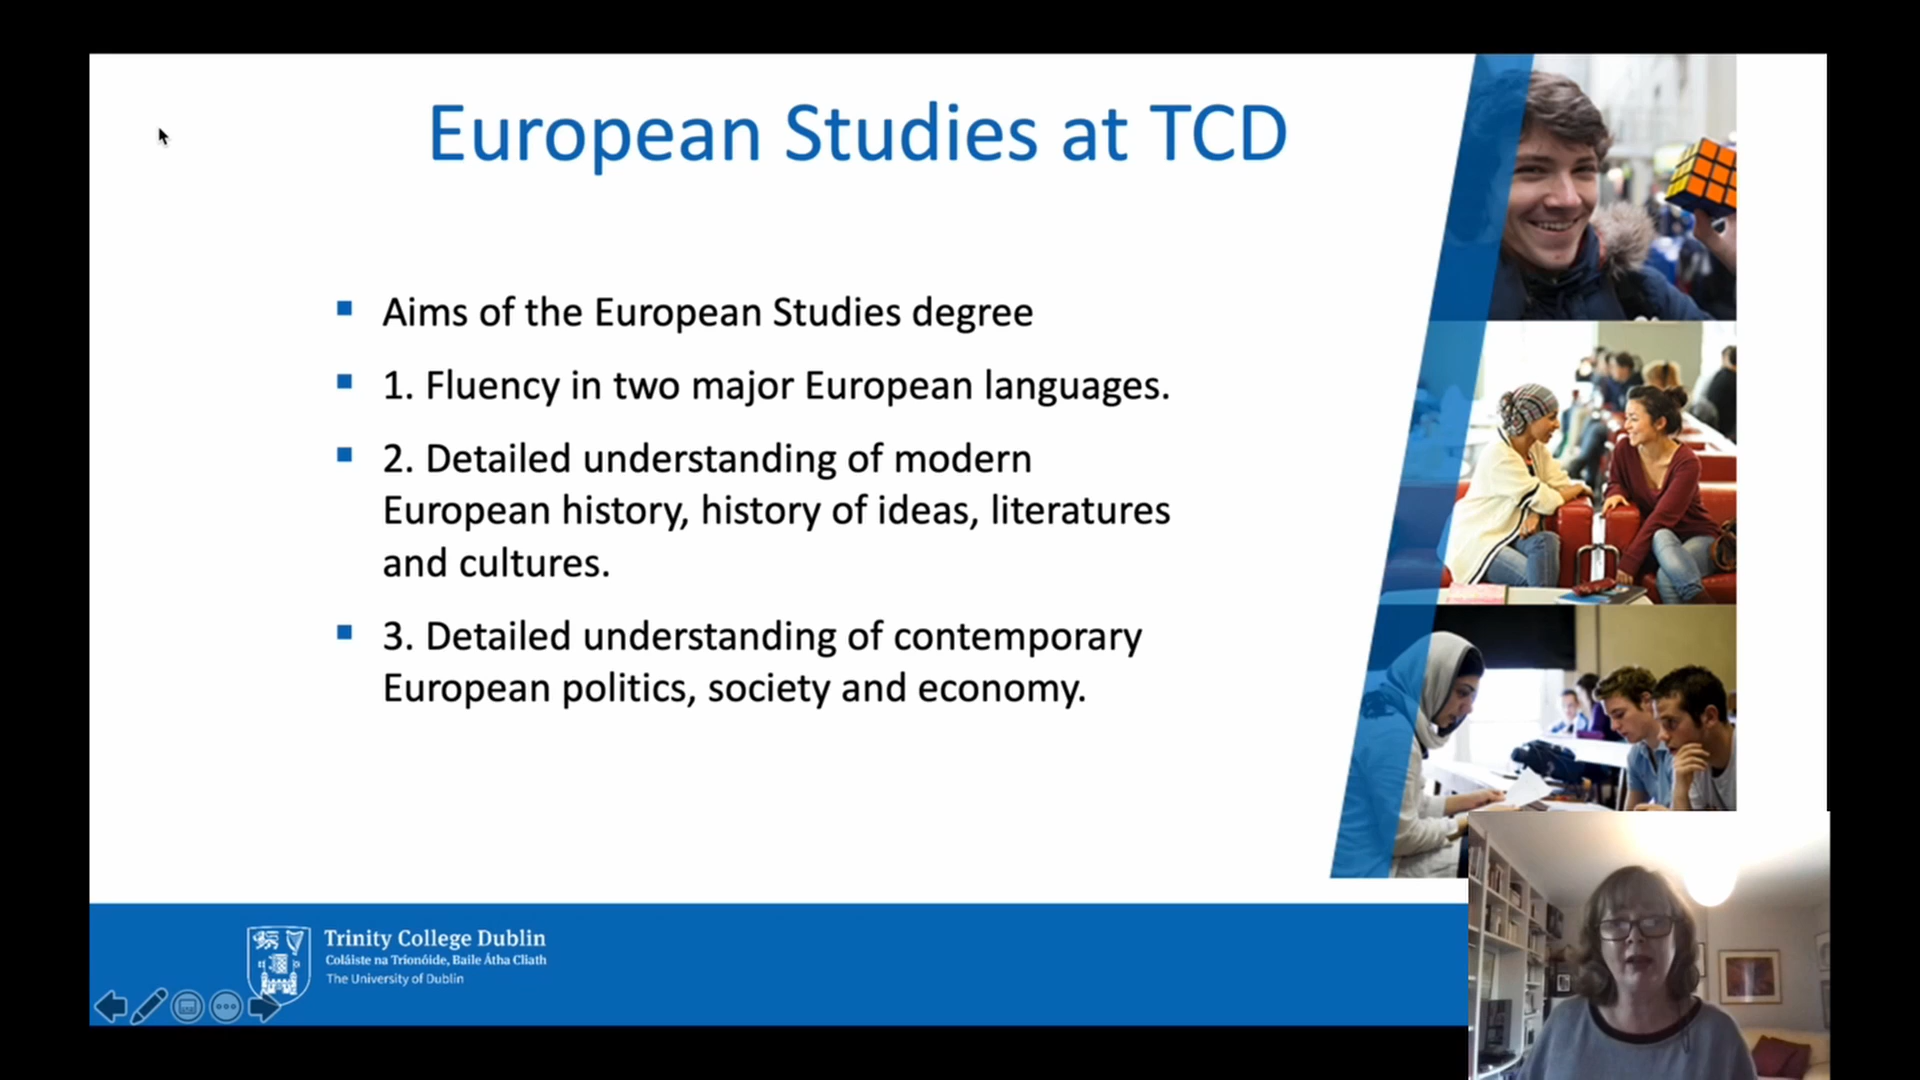 European Studies at TCD
Aims of the European Studies degree
1. Fluency in two major European languages.
2. Detailed understanding of modern
European history, history of ideas, literatures
and cultures.
3. Detailed understanding of contemporary
European politics, society and economy.
Trinity College Dublin
Coláiste na Tríonóide, Baile Átha Cliath
The University of Dublin